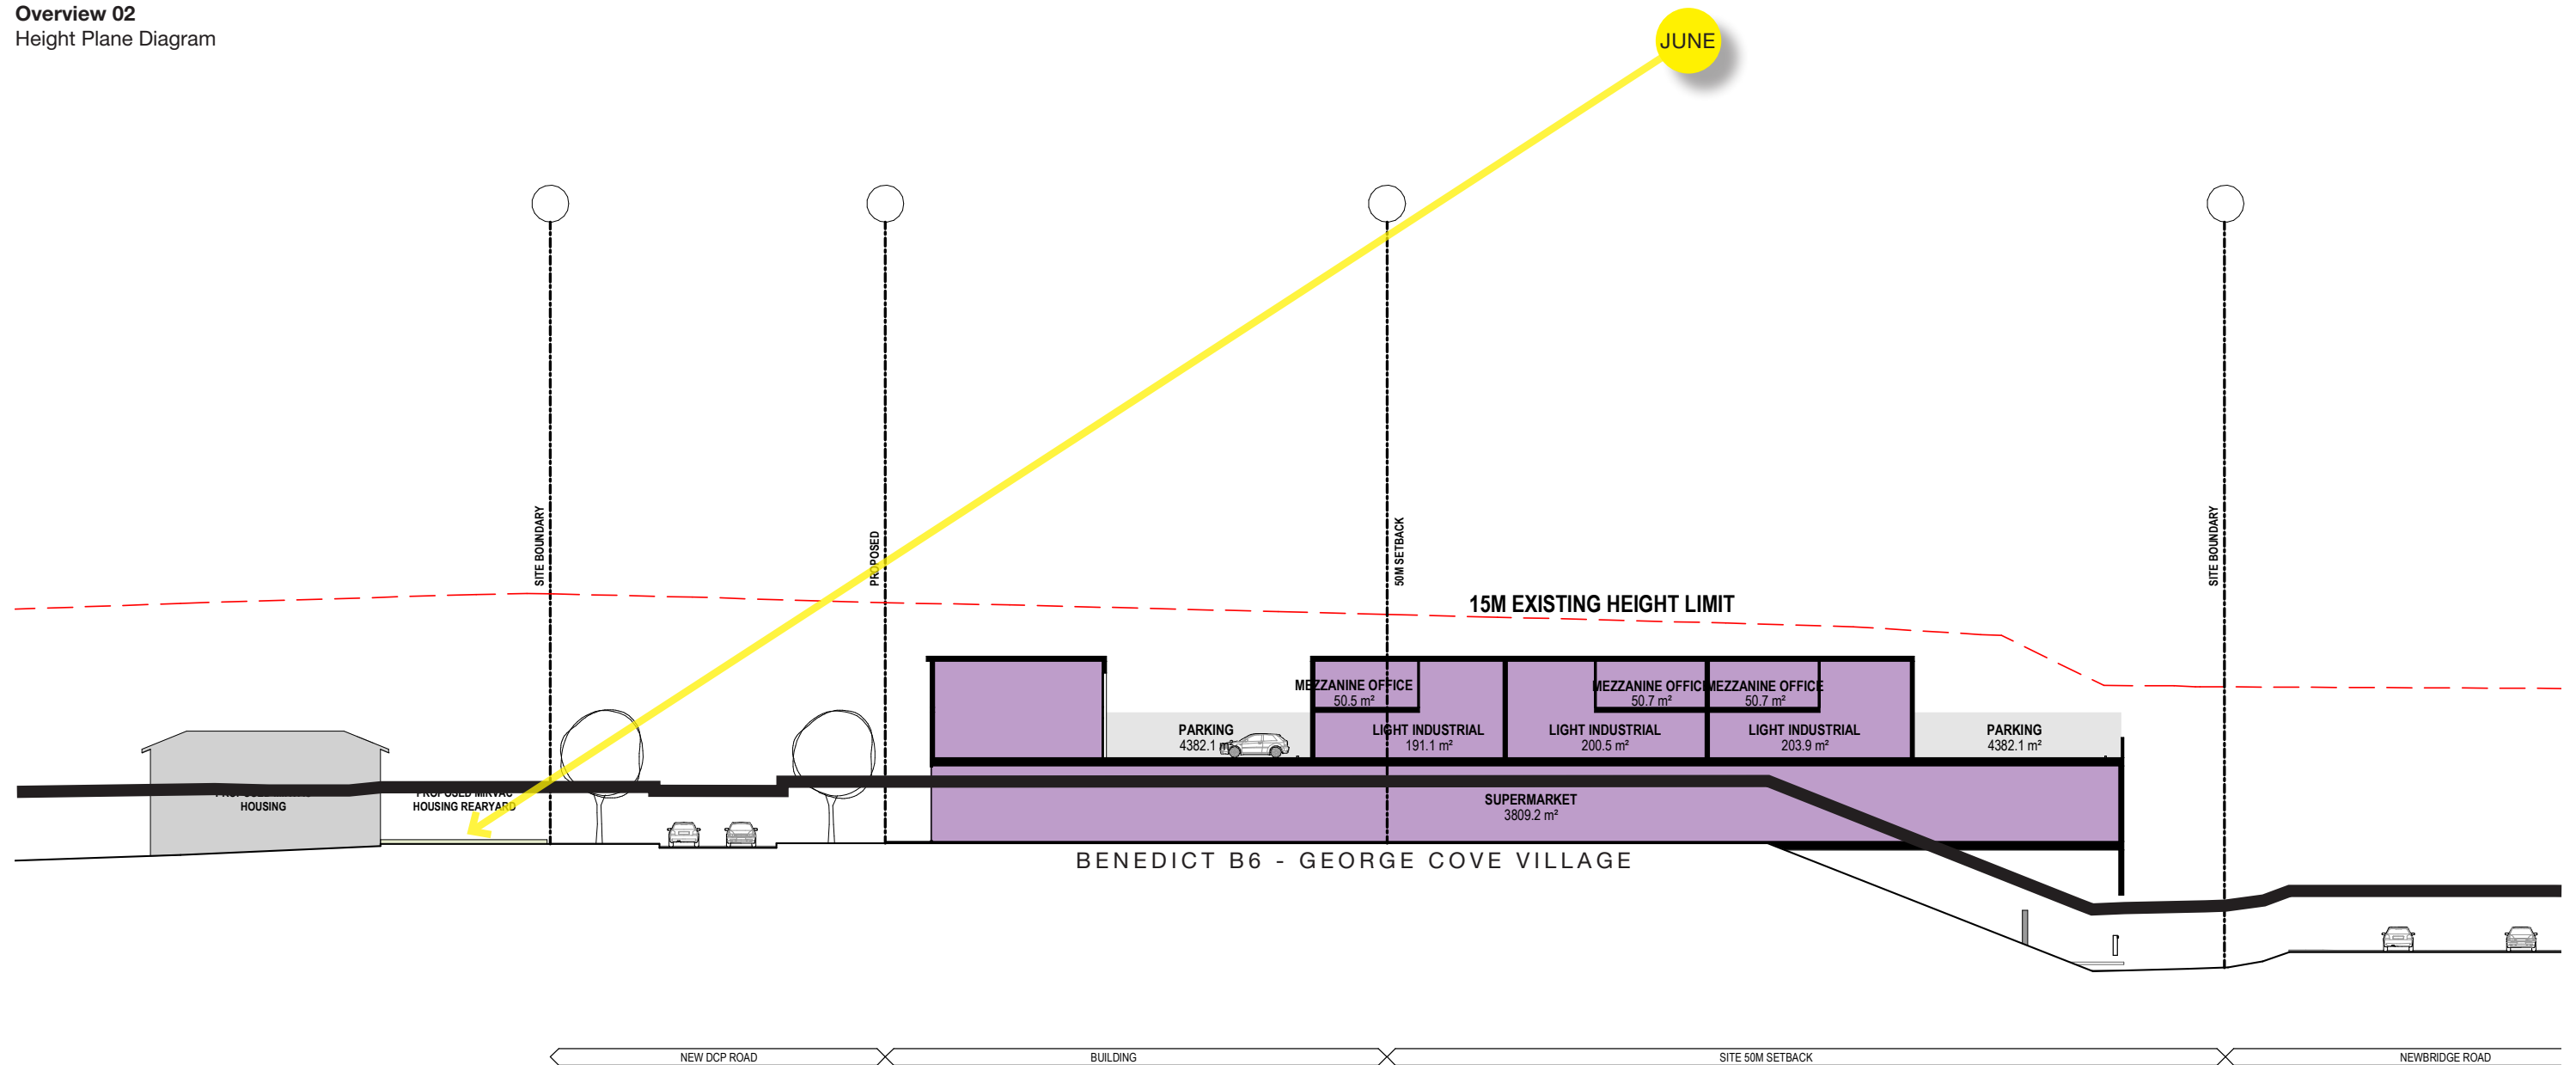 Overview 02
Height Plane Diagram
JUNE
SITE BOUNDARY
PROPOSED
50M SETBACK
SITE BOUNDARY
15M EXISTING HEIGHT LIMIT
MEZZANINE OFFICE
50.5 m²
MEZZANINE OFFICE
50.7 m²
MEZZANINE OFFICE
50.7 m²
PARKING
4382.1
LIGHT INDUSTRIAL
191.1 m²
LIGHT INDUSTRIAL
200.5 m²
LIGHT INDUSTRIAL
203.9 m²
PARKING
4382.1 m²
HOUSING
PROPOSED MIRVAC
HOUSING REARYARD
SUPERMARKET
3809.2 m²
BENEDICT B6 - GEORGE COVE VILLAGE
NEW DCP ROAD
BUILDING
SITE 50M SETBACK
NEWBRIDGE ROAD